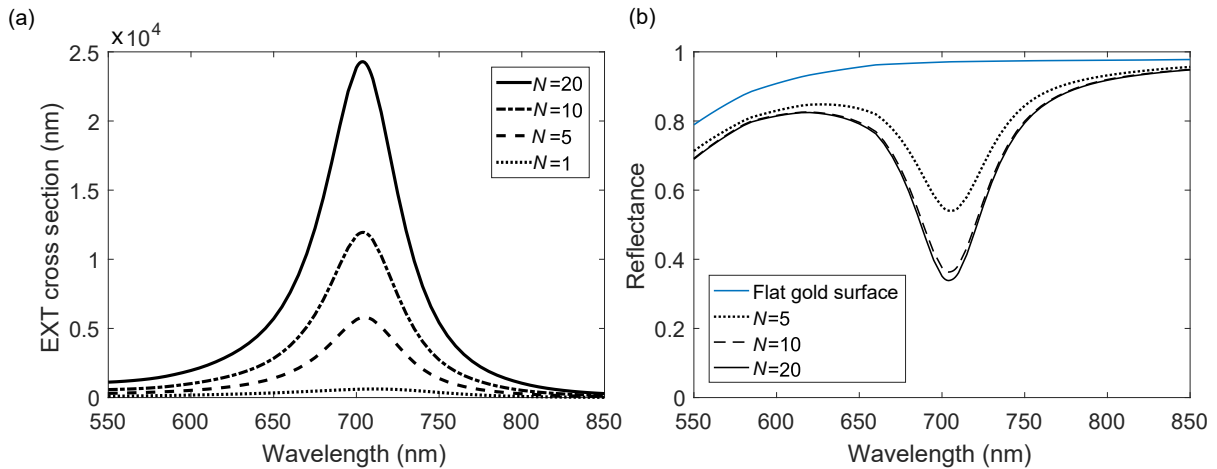 (a)
×10⁴
2.5
2
1.5
1
0.5
0
550 600 650 700 750 800 850
EXT cross section (nm)
Wavelength (nm)
N=20
N=10
N=5
N=1
(b)
1
0.8
0.6
0.4
0.2
0
550 600 650 700 750 800 850
Reflectance
Wavelength (nm)
Flat gold surface
N=5
N=10
N=20